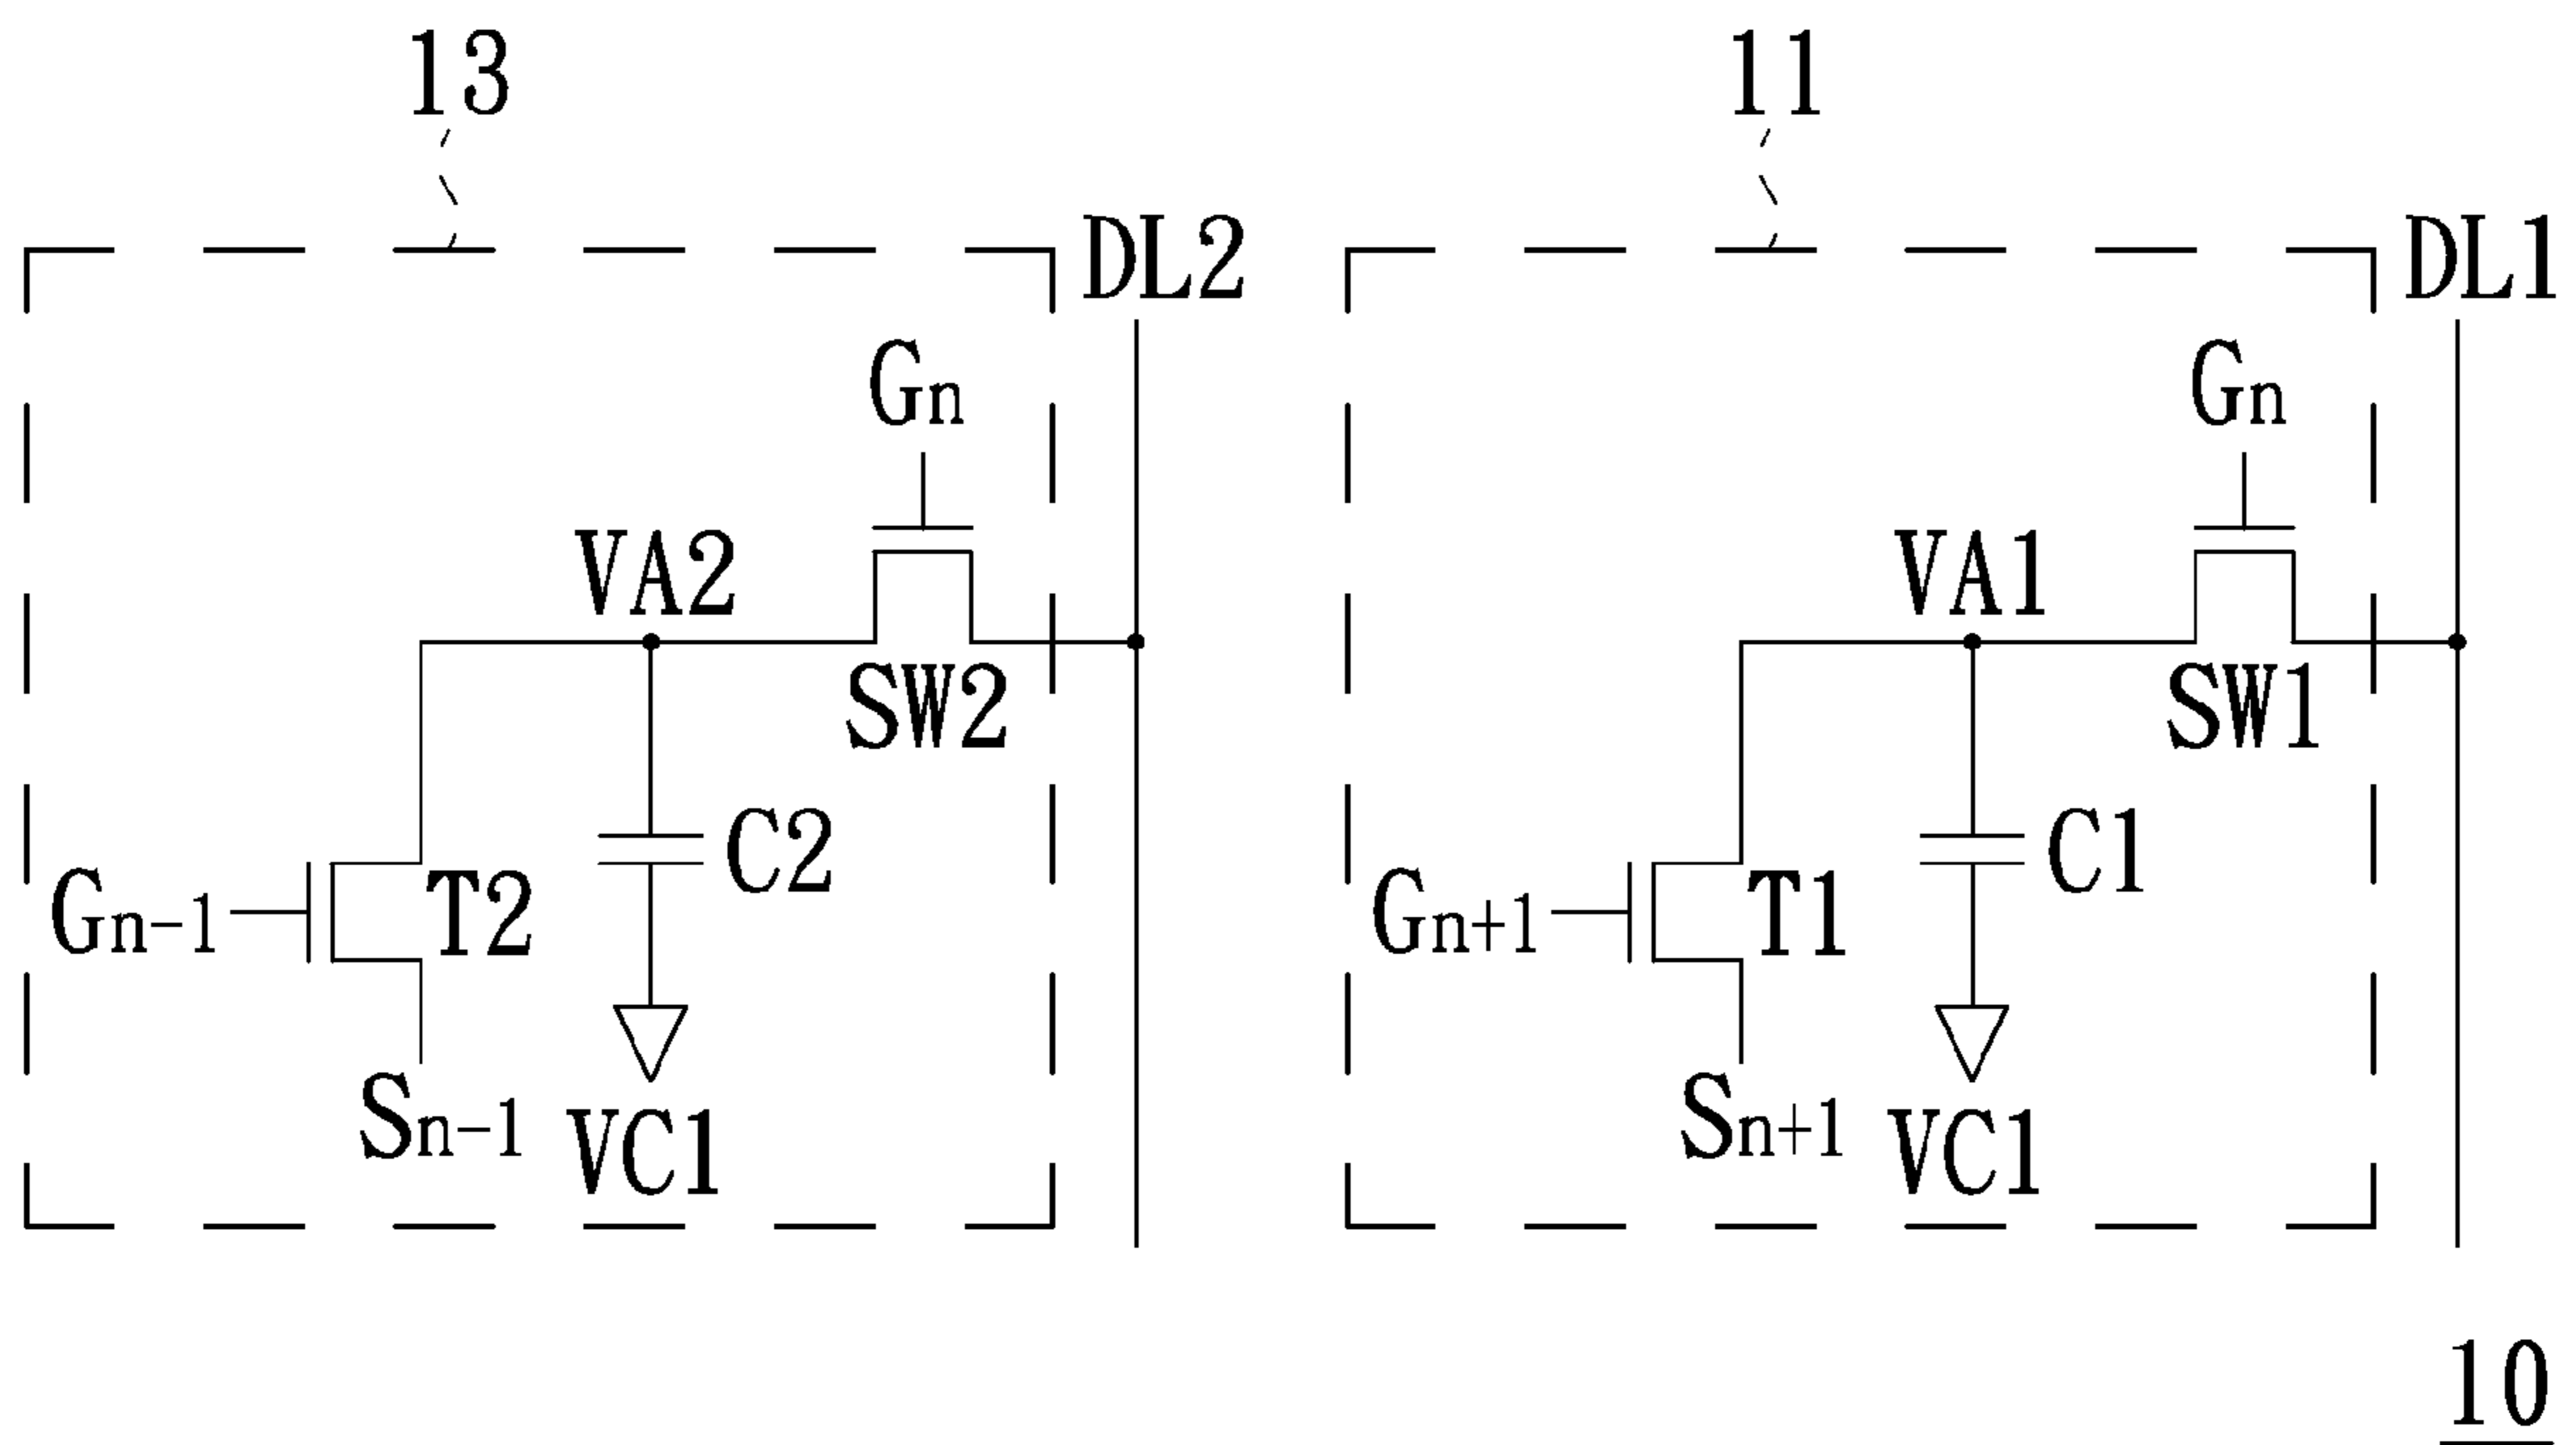 13
11
DL2
DL1
Gn
Gn
VA2
VA1
SW2
SW1
C2
C1
Gn-1
T2
Gn+1
T1
Sn-1
VC1
Sn+1
VC1
10